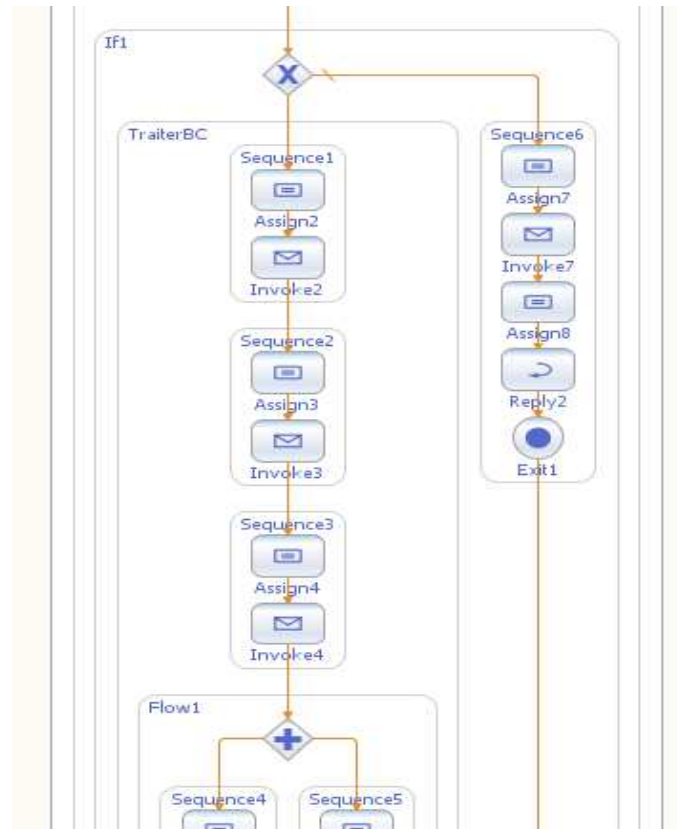 If1
TraiterBC
Sequence1
Assign2
Invoke2
Sequence2
Assign3
Invoke3
Sequence3
Assign4
Invoke4
Flow1
Sequence4
Sequence5
Sequence6
Assign7
Invoke7
Assign8
Reply2
Exit1